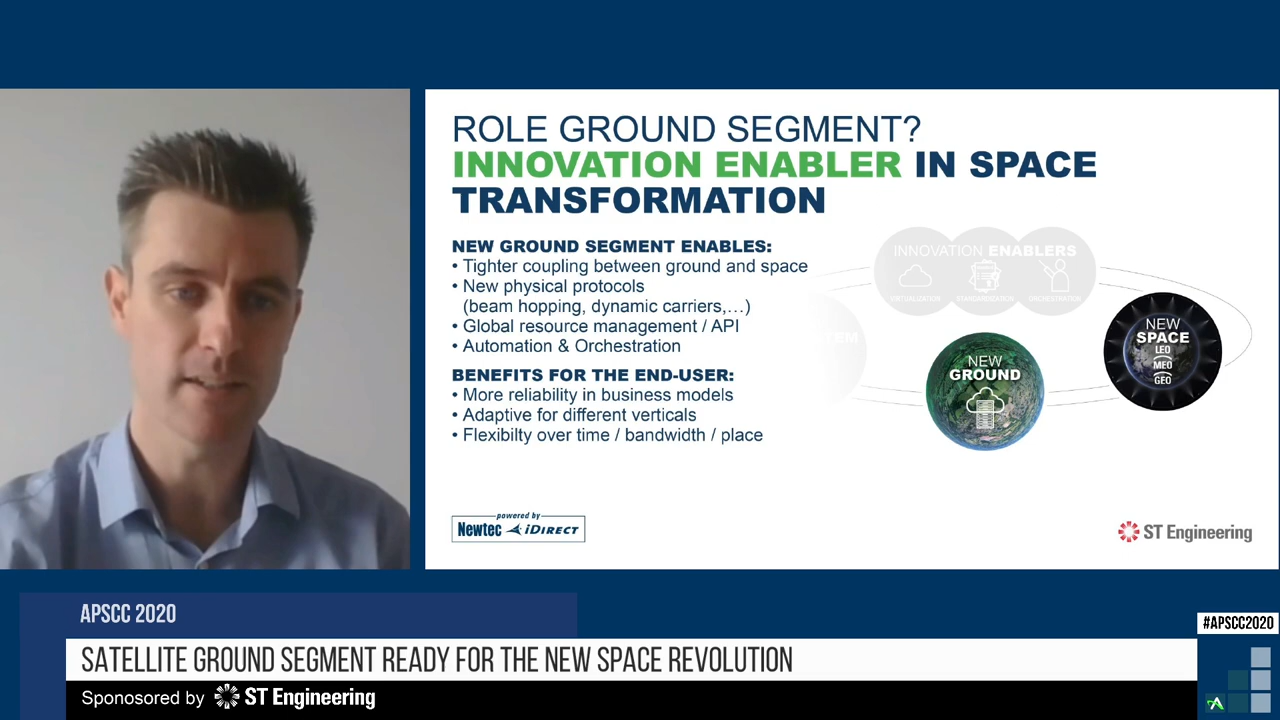 ROLE GROUND SEGMENT?
INNOVATION ENABLER IN SPACE
TRANSFORMATION
NEW GROUND SEGMENT ENABLES:
• Tighter coupling between ground and space
• New physical protocols
(beam hopping, dynamic carriers,...)
• Global resource management / API
• Automation & Orchestration
BENEFITS FOR THE END-USER:
• More reliability in business models
• Adaptive for different verticals
• Flexibilty over time / bandwidth / place
INNOVATION ENABLERS
VIRTUALIZATION
STANDARDIZATION
ORCHESTRATION
NEW
GROUND
NEW
SPACE
LEO
MEO
GEO
powered by
Newtec iDIRECT
ST Engineering
APSCC 2020
#APSCC2020
SATELLITE GROUND SEGMENT READY FOR THE NEW SPACE REVOLUTION
Sponosored by ST Engineering